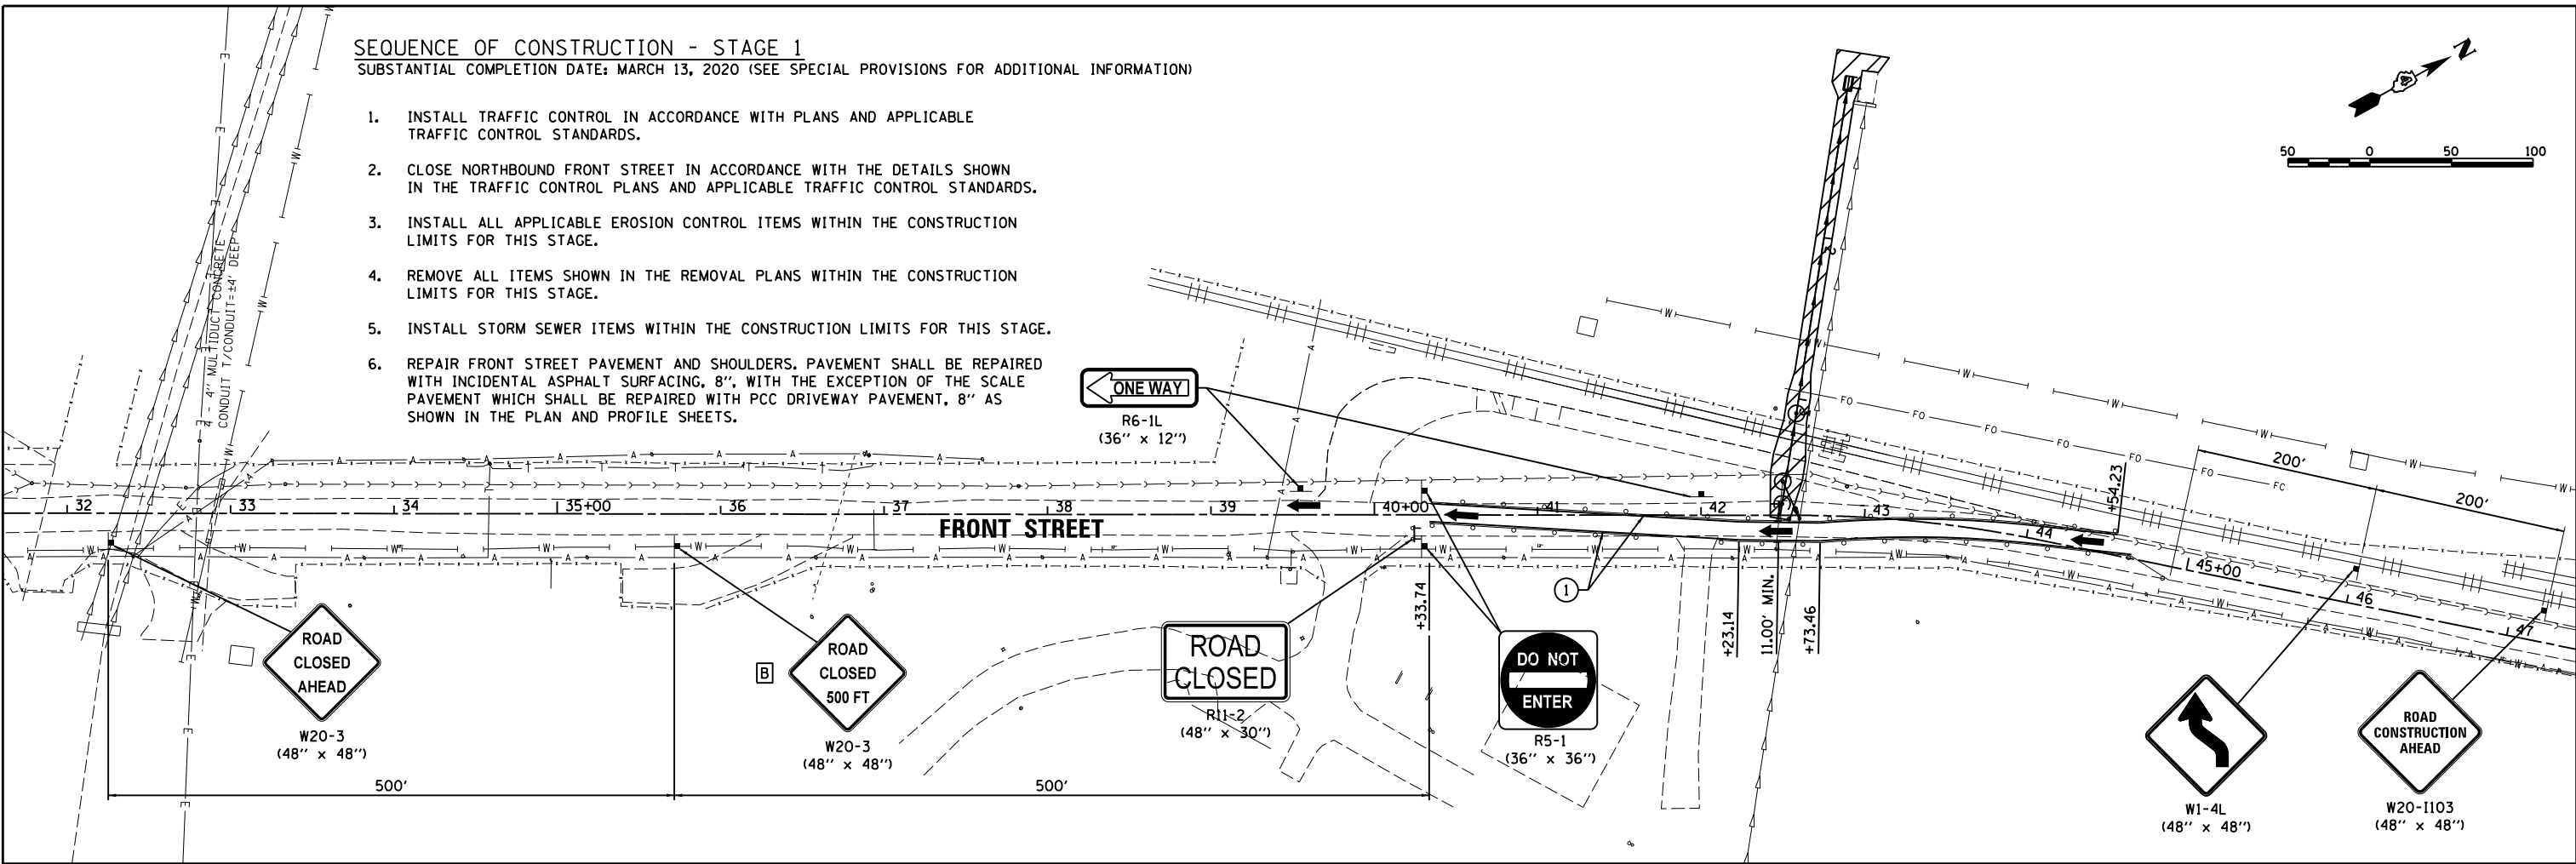 SEQUENCE OF CONSTRUCTION - STAGE 1
SUBSTANTIAL COMPLETION DATE: MARCH 13, 2020 (SEE SPECIAL PROVISIONS FOR ADDITIONAL INFORMATION)
1. INSTALL TRAFFIC CONTROL IN ACCORDANCE WITH PLANS AND APPLICABLE
TRAFFIC CONTROL STANDARDS.
2. CLOSE NORTHBOUND FRONT STREET IN ACCORDANCE WITH THE DETAILS SHOWN
IN THE TRAFFIC CONTROL PLANS AND APPLICABLE TRAFFIC CONTROL STANDARDS.
3. INSTALL ALL APPLICABLE EROSION CONTROL ITEMS WITHIN THE CONSTRUCTION
LIMITS FOR THIS STAGE.
4. REMOVE ALL ITEMS SHOWN IN THE REMOVAL PLANS WITHIN THE CONSTRUCTION
LIMITS FOR THIS STAGE.
5. INSTALL STORM SEWER ITEMS WITHIN THE CONSTRUCTION LIMITS FOR THIS STAGE.
6. REPAIR FRONT STREET PAVEMENT AND SHOULDERS. PAVEMENT SHALL BE REPAIRED
WITH INCIDENTAL ASPHALT SURFACING, 8", WITH THE EXCEPTION OF THE SCALE
PAVEMENT WHICH SHALL BE REPAIRED WITH PCC DRIVEWAY PAVEMENT, 8" AS
SHOWN IN THE PLAN AND PROFILE SHEETS.
N
50 0 50 100
4 - 4" MULTIDUCT CONCRETE
CONDUIT T/CONDUIT=±4' DEEP
ONE WAY
R6-1L
(36" x 12")
FO FO FO FO FO FO FC
200'
200'
+54.23
32 33 34 35+00 36 37 38 39 40+00 41 42 43 44 45+00 46 47
FRONT STREET
1
+33.74
+23.14
11.00' MIN.
+73.46
ROAD
CLOSED
AHEAD
W20-3
(48" x 48")
B
ROAD
CLOSED
500 FT
W20-3
(48" x 48")
ROAD
CLOSED
R11-2
(48" x 30")
DO NOT
ENTER
R5-1
(36" x 36")
W1-4L
(48" x 48")
ROAD
CONSTRUCTION
AHEAD
W20-I103
(48" x 48")
500'
500'